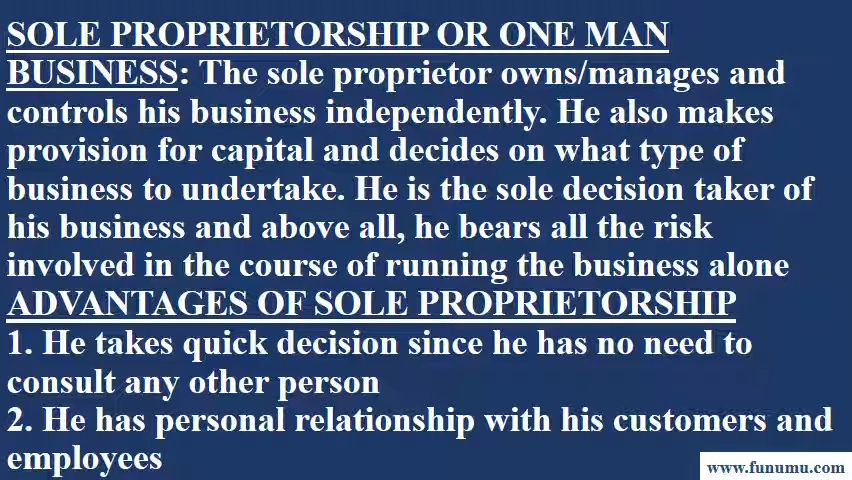 SOLE PROPRIETORSHIP OR ONE MAN
BUSINESS: The sole proprietor owns/manages and
controls his business independently. He also makes
provision for capital and decides on what type of
business to undertake. He is the sole decision taker of
his business and above all, he bears all the risk
involved in the course of running the business alone
ADVANTAGES OF SOLE PROPRIETORSHIP
1. He takes quick decision since he has no need to
consult any other person
2. He has personal relationship with his customers and
employees
www.funumu.com